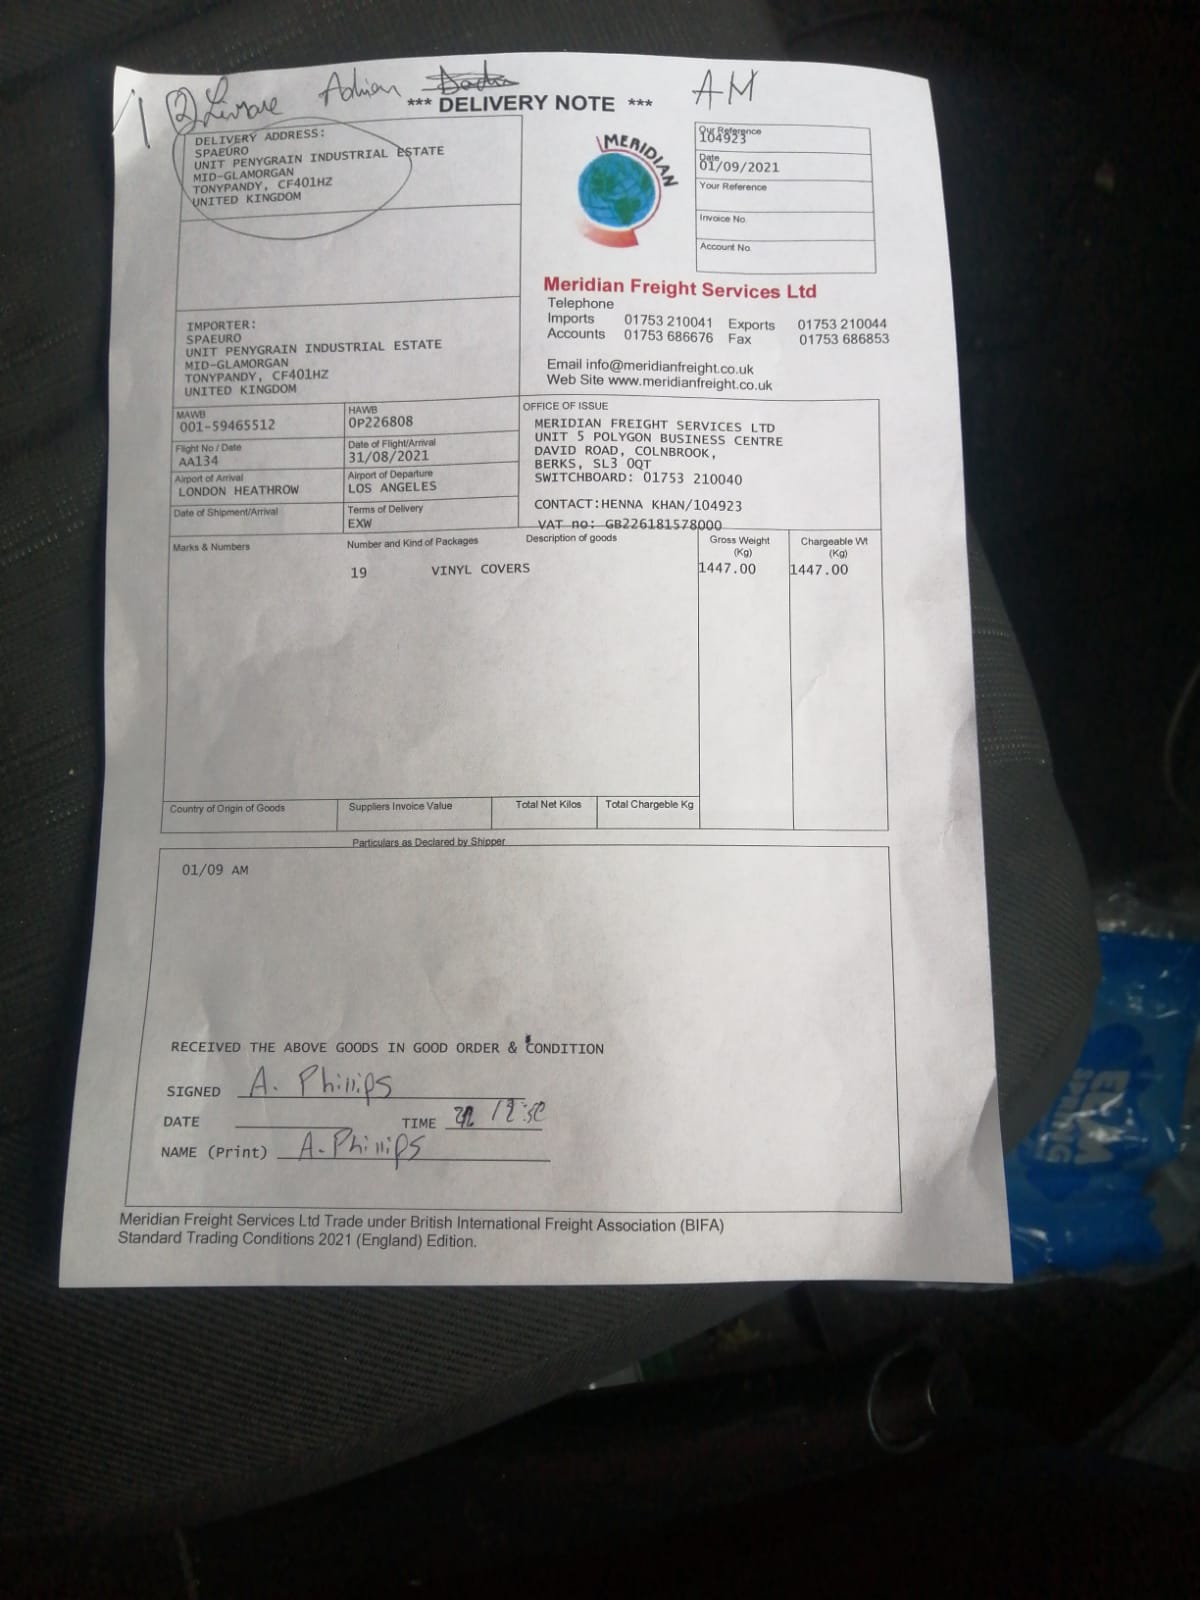 Adrian
AM
*** DELIVERY NOTE ***
DELIVERY ADDRESS:
SPAEURO
UNIT PENYGRAIN INDUSTRIAL ESTATE
MID-GLAMORGAN
TONYPANDY, CF401HZ
UNITED KINGDOM
MERIDIAN
Our Reference
104923
Date
01/09/2021
Your Reference
Invoice No.
Account No.
Meridian Freight Services Ltd
Telephone
Imports 01753 210041 Exports 01753 210044
Accounts 01753 686676 Fax 01753 686853
Email info@meridianfreight.co.uk
Web Site www.meridianfreight.co.uk
IMPORTER:
SPAEURO
UNIT PENYGRAIN INDUSTRIAL ESTATE
MID-GLAMORGAN
TONYPANDY, CF401HZ
UNITED KINGDOM
MAWB
001-59465512
HAWB
OP226808
Flight No / Date
AA134
Date of Flight/Arrival
31/08/2021
Airport of Arrival
LONDON HEATHROW
Airport of Departure
LOS ANGELES
Date of Shipment/Arrival
Terms of Delivery
EXW
OFFICE OF ISSUE
MERIDIAN FREIGHT SERVICES LTD
UNIT 5 POLYGON BUSINESS CENTRE
DAVID ROAD, COLNBROOK,
BERKS, SL3 0QT
SWITCHBOARD: 01753 210040
CONTACT:HENNA KHAN/104923
VAT no: GB226181578000
Marks & Numbers
Number and Kind of Packages
Description of goods
Gross Weight
(Kg)
Chargeable Wt
(Kg)
19 VINYL COVERS 1447.00 1447.00
Country of Origin of Goods
Suppliers Invoice Value
Total Net Kilos
Total Chargeble Kg
Particulars as Declared by Shipper
01/09 AM
RECEIVED THE ABOVE GOODS IN GOOD ORDER & CONDITION
SIGNED A. Phillips
DATE TIME
NAME (Print) A. Phillips
Meridian Freight Services Ltd Trade under British International Freight Association (BIFA)
Standard Trading Conditions 2021 (England) Edition.